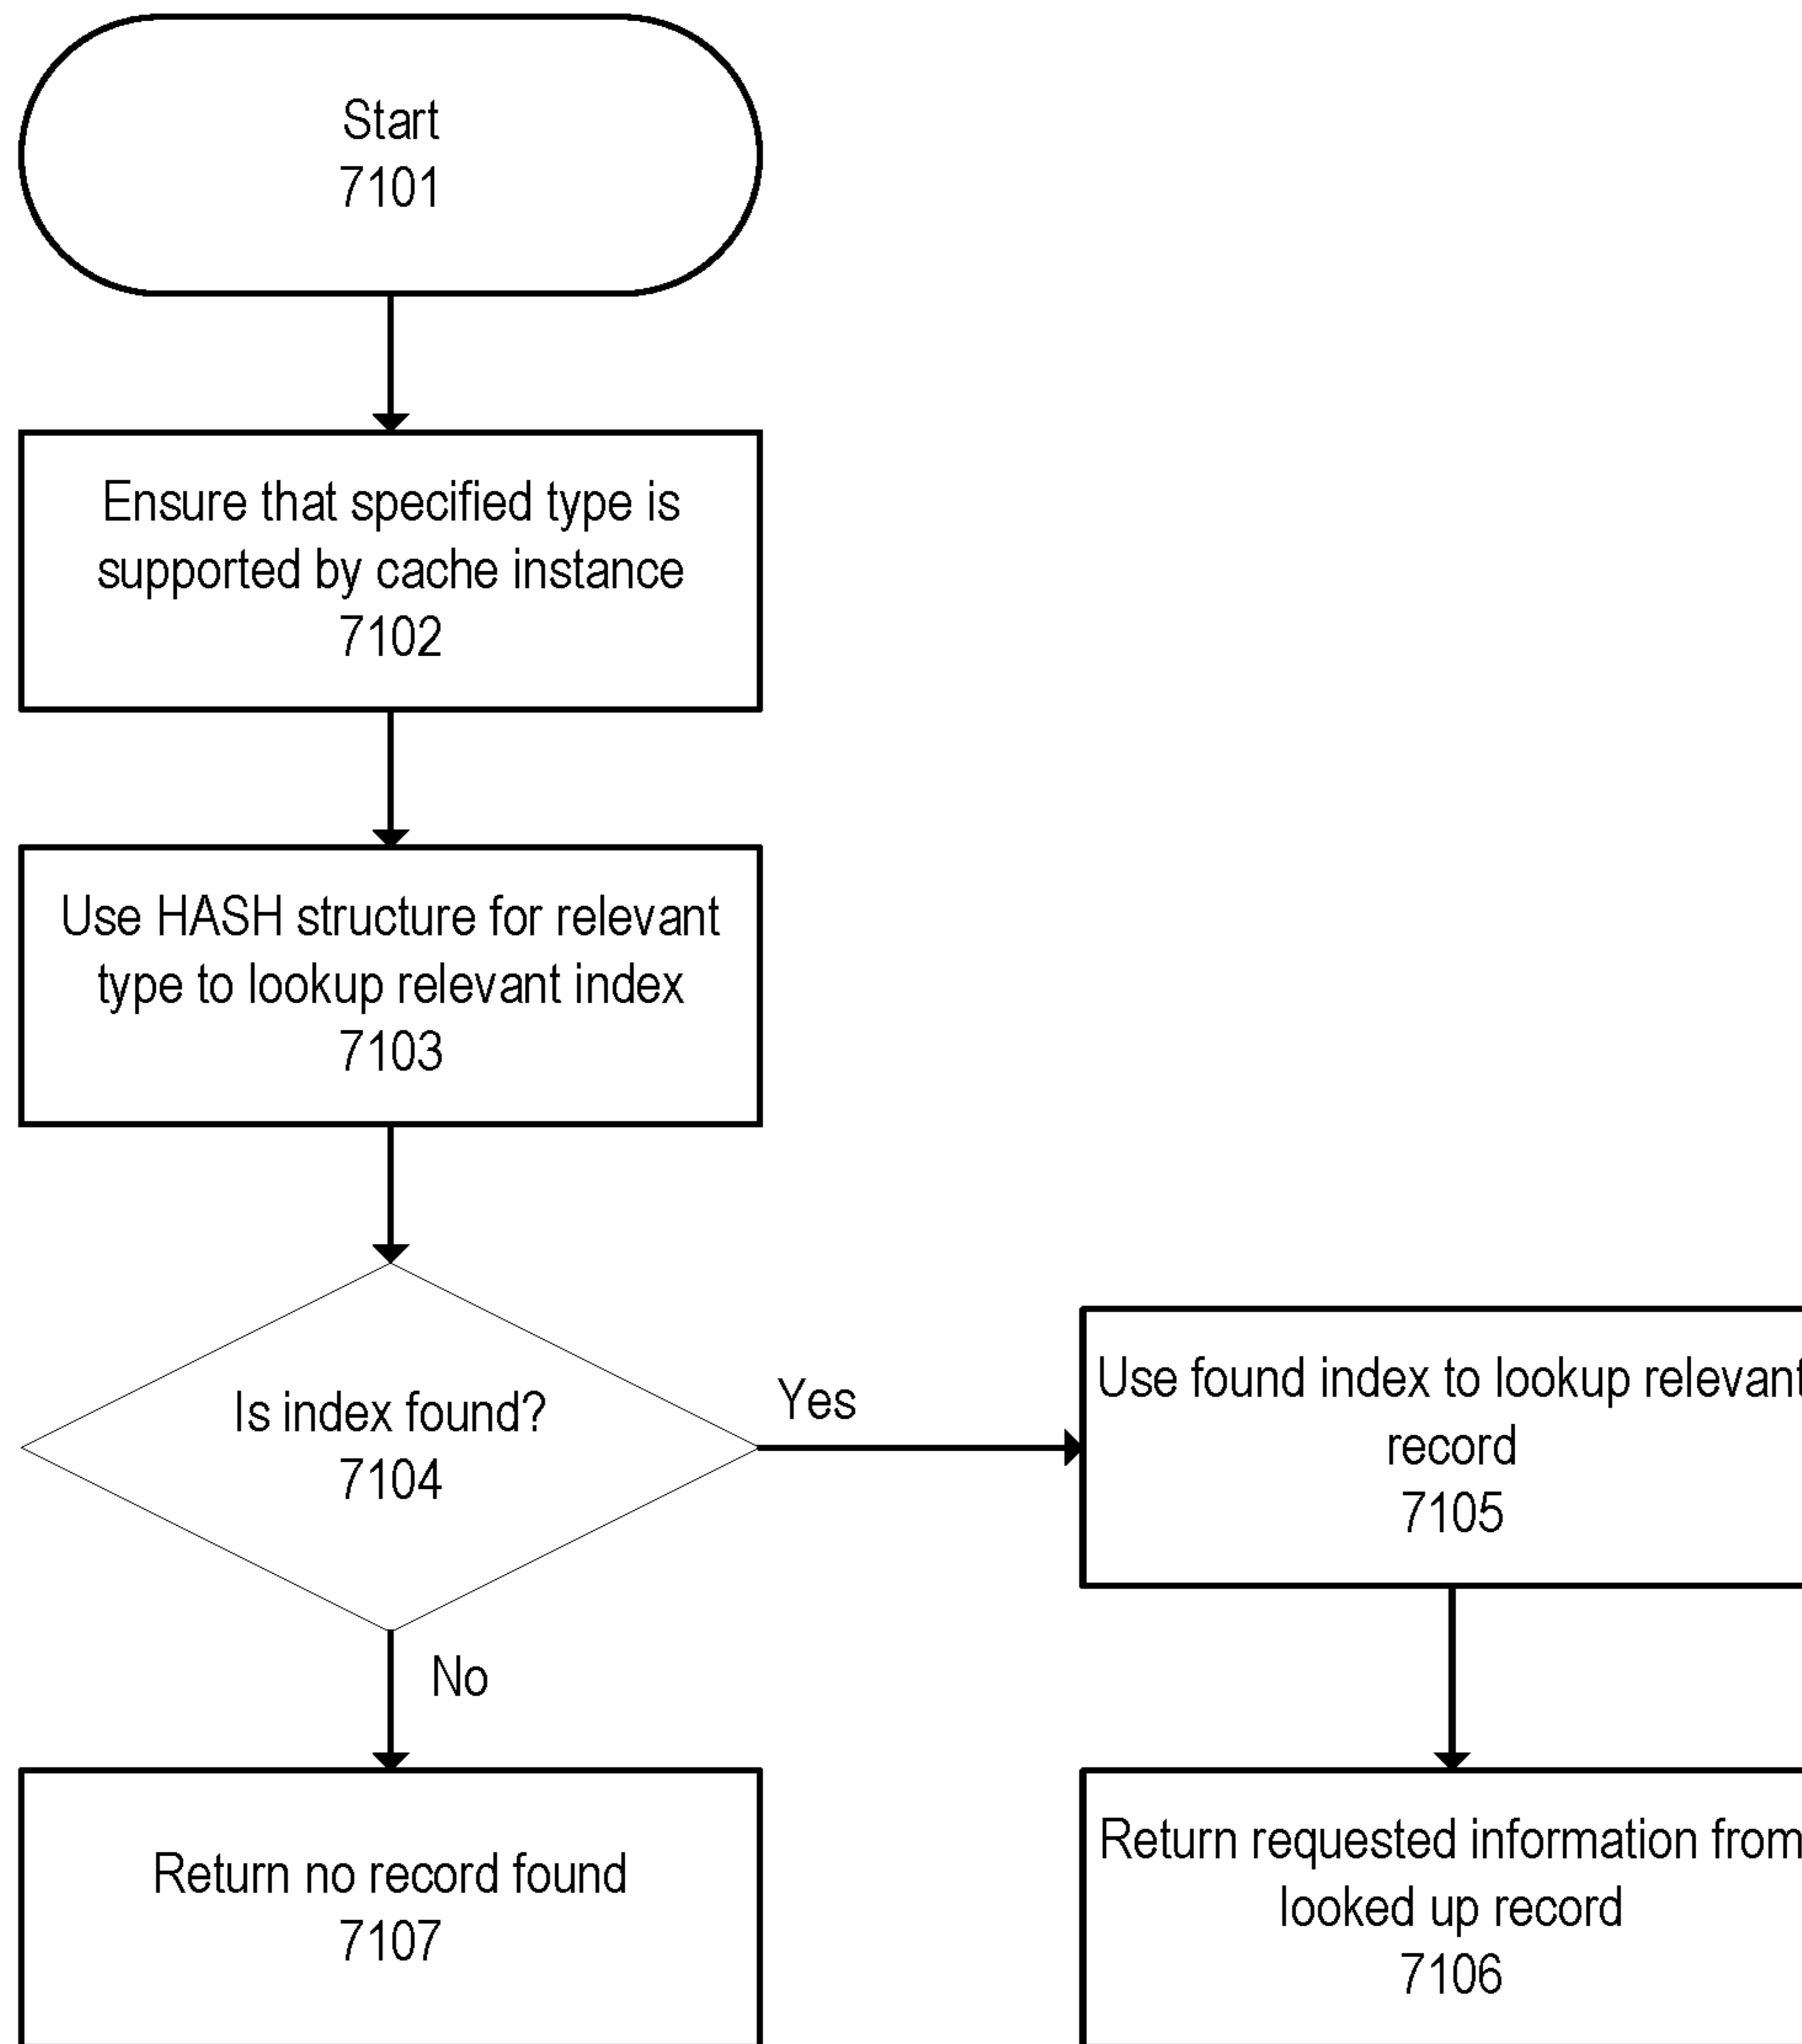 Start
7101
Ensure that specified type is
supported by cache instance
7102
Use HASH structure for relevant
type to lookup relevant index
7103
Is index found?
7104
Yes
Use found index to lookup relevant
record
7105
No
Return no record found
7107
Return requested information from
looked up record
7106